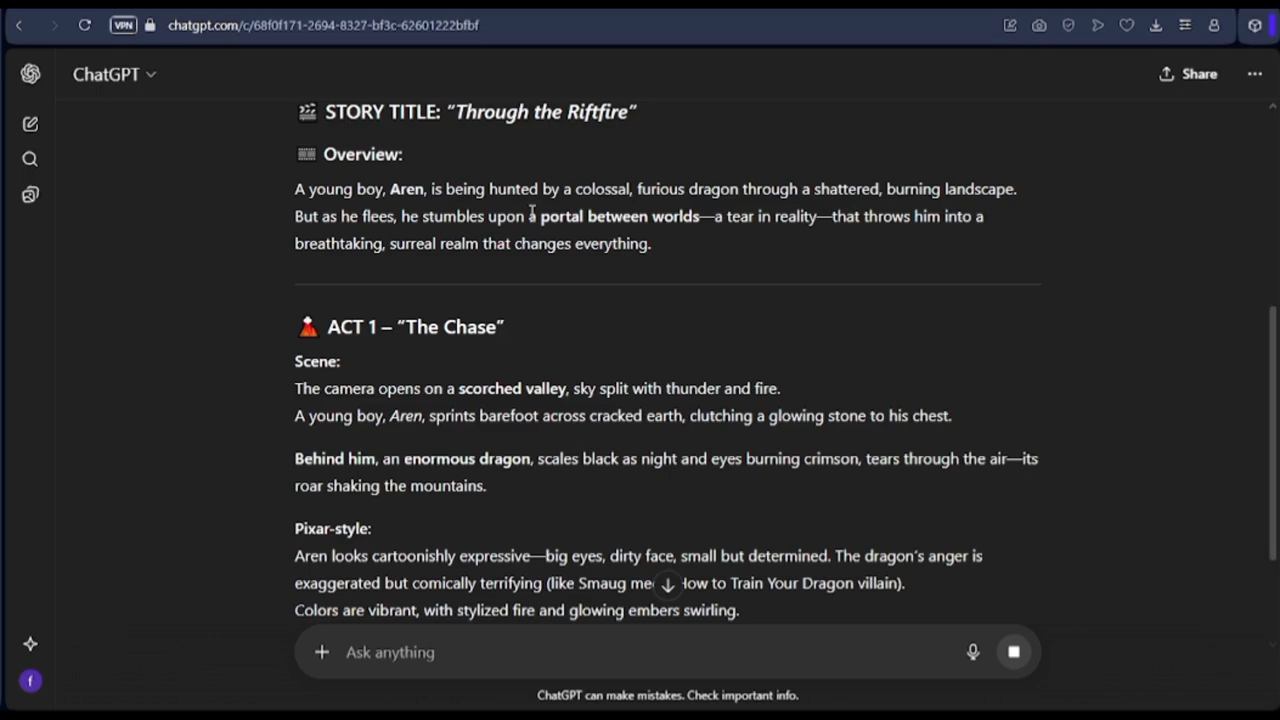 VPN chatgpt.com/c/68f0f171-2694-8327-bf3c-62601222bfbf
ChatGPT
Share
STORY TITLE: “Through the Riftfire”
Overview:
A young boy, Aren, is being hunted by a colossal, furious dragon through a shattered, burning landscape.
But as he flees, he stumbles upon a portal between worlds—a tear in reality—that throws him into a
breathtaking, surreal realm that changes everything.
ACT 1 – “The Chase”
Scene:
The camera opens on a scorched valley, sky split with thunder and fire.
A young boy, Aren, sprints barefoot across cracked earth, clutching a glowing stone to his chest.
Behind him, an enormous dragon, scales black as night and eyes burning crimson, tears through the air—its
roar shaking the mountains.
Pixar-style:
Aren looks cartoonishly expressive—big eyes, dirty face, small but determined. The dragon’s anger is
exaggerated but comically terrifying (like Smaug to Train Your Dragon villain).
Colors are vibrant, with stylized fire and glowing embers swirling.
Ask anything
f
ChatGPT can make mistakes. Check important info.